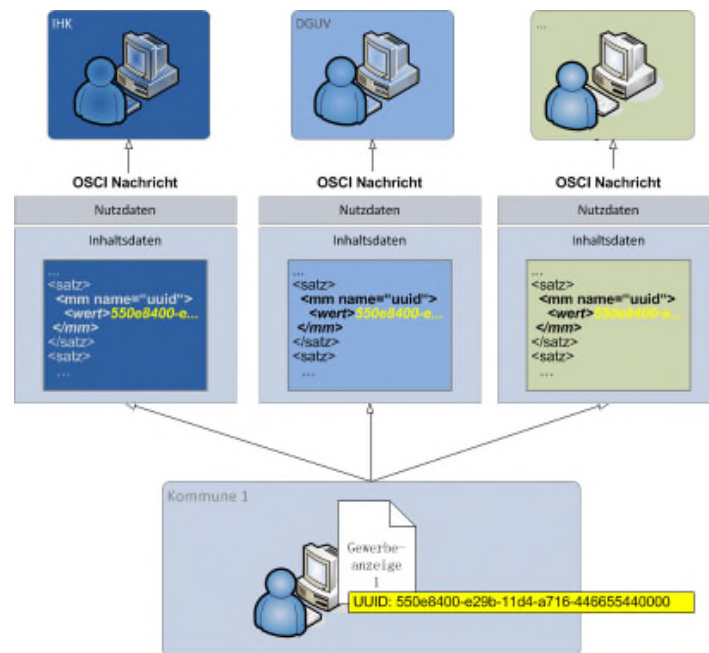 IHK
DGUV
...
OSCI Nachricht
OSCI Nachricht
OSCI Nachricht
Nutzdaten
Nutzdaten
Nutzdaten
Inhaltsdaten
Inhaltsdaten
Inhaltsdaten
...
<satz>
<mm name="uuid">
<wert>550e8400-e...
</mm>
</satz>
<satz>
...
...
<satz>
<mm name="uuid">
<wert>550e8400-e...
</mm>
</satz>
<satz>
...
...
<satz>
<mm name="uuid">
<wert>550e8400-e...
</mm>
</satz>
<satz>
...
Kommune 1
Gewerbe-
anzeige
1
UUID: 550e8400-e29b-11d4-a716-446655440000